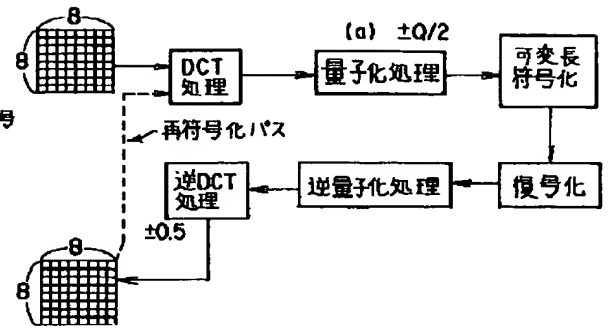 8
8
DCT
処理
(a) ±Q/2
量子化処理
可変長
符号化
号
再符号化パス
逆DCT
処理
逆量子化処理
復号化
±0.5
8
8